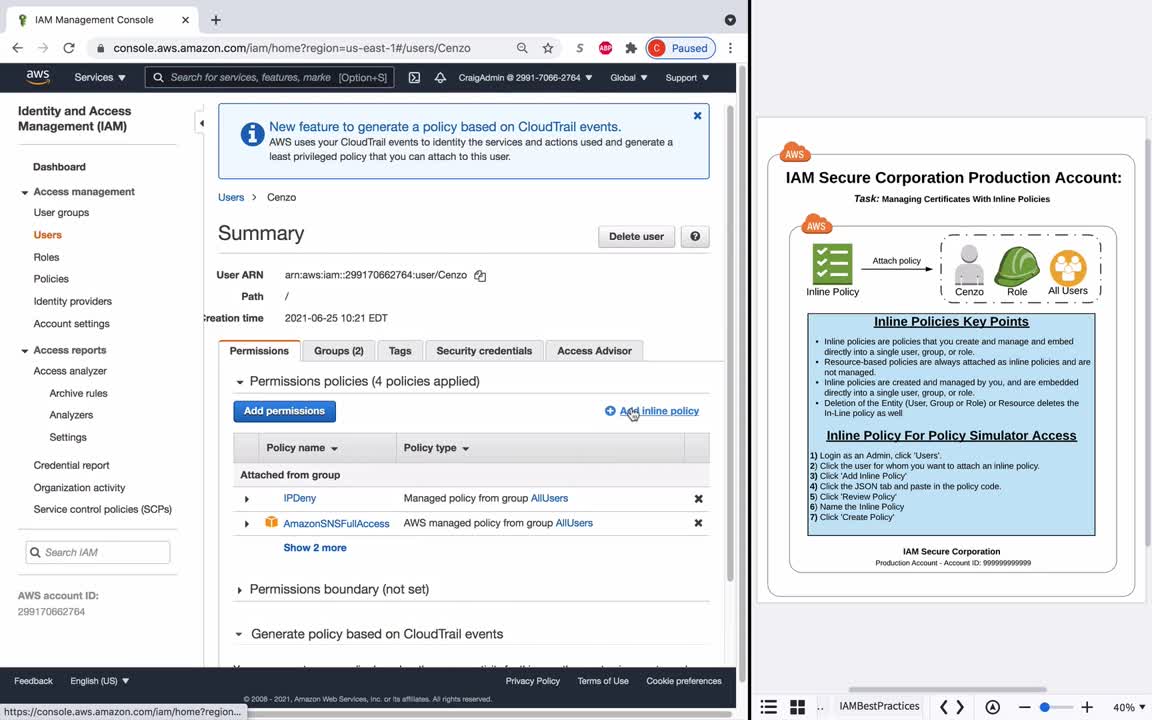 IAM Management Console
console.aws.amazon.com/iam/home?region=us-east-1#/users/Cenzo
S
ABP
C Paused
aws
Services
Search for services, features, marke [Option+S]
CraigAdmin @ 2991-7066-2764
Global
Support
Identity and Access
Management (IAM)
Dashboard
Access management
User groups
Users
Roles
Policies
Identity providers
Account settings
Access reports
Access analyzer
Archive rules
Analyzers
Settings
Credential report
Organization activity
Service control policies (SCPs)
Search IAM
AWS account ID:
299170662764
New feature to generate a policy based on CloudTrail events.
AWS uses your CloudTrail events to identify the services and actions used and generate a
least privileged policy that you can attach to this user.
Users > Cenzo
Summary
Delete user
User ARN arn:aws:iam::299170662764:user/Cenzo
Path /
Creation time 2021-06-25 10:21 EDT
Permissions
Groups (2)
Tags
Security credentials
Access Advisor
Permissions policies (4 policies applied)
Add permissions
Add inline policy
Policy name
Policy type
Attached from group
IPDeny Managed policy from group AllUsers
AmazonSNSFullAccess AWS managed policy from group AllUsers
Show 2 more
Permissions boundary (not set)
Generate policy based on CloudTrail events
Feedback
English (US)
Privacy Policy
Terms of Use
Cookie preferences
© 2008 - 2021, Amazon Web Services, Inc. or its affiliates. All rights reserved.
https://console.aws.amazon.com/iam/home?region...
AWS
IAM Secure Corporation Production Account:
Task: Managing Certificates With Inline Policies
AWS
Attach policy
Inline Policy
Cenzo
Role
All Users
Inline Policies Key Points
• Inline policies are policies that you create and manage and embed
directly into a single user, group, or role.
• Resource-based policies are always attached as inline policies and are
not managed.
• Inline policies are created and managed by you, and are embedded
directly into a single user, group, or role.
• Deletion of the Entity (User, Group or Role) or Resource deletes the
In-Line policy as well
Inline Policy For Policy Simulator Access
1) Login as an Admin, click 'Users'.
2) Click the user for whom you want to attach an inline policy.
3) Click 'Add Inline Policy'
4) Click the JSON tab and paste in the policy code.
5) Click 'Review Policy'
6) Name the Inline Policy
7) Click 'Create Policy'
IAM Secure Corporation
Production Account - Account ID: 999999999999
IAMBestPractices
40%